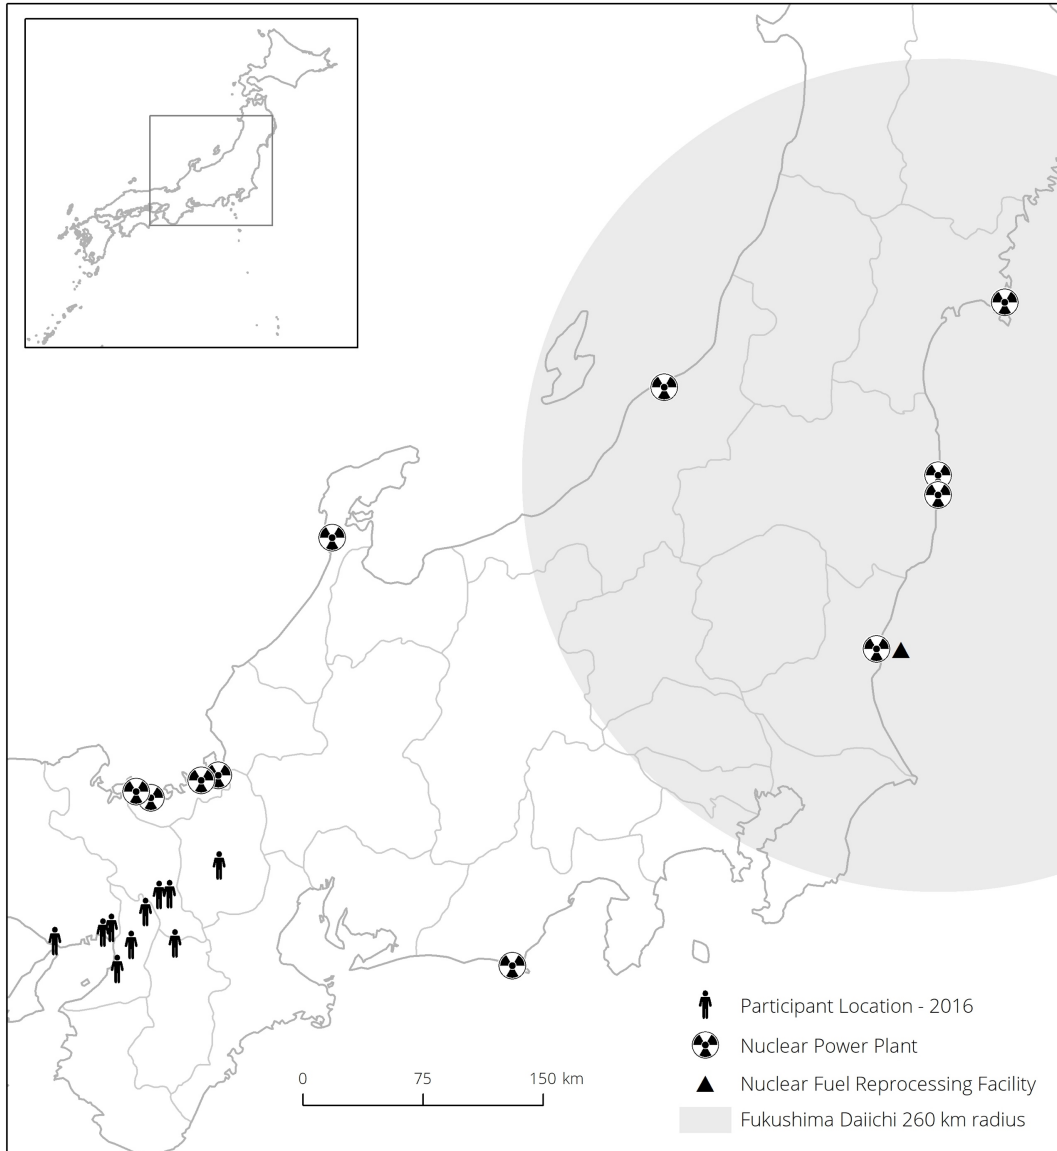 0 75 150 km
Participant Location - 2016
Nuclear Power Plant
Nuclear Fuel Reprocessing Facility
Fukushima Daiichi 260 km radius